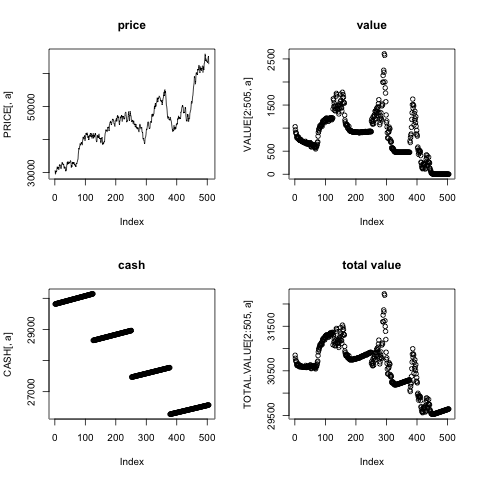 price
PRICE[, a]
30000 50000
0 100 200 300 400 500
Index
value
VALUE[2:505, a]
0 500 1500 2500
0 100 200 300 400 500
Index
cash
CASH[, a]
27000 29000
0 100 200 300 400 500
Index
total value
TOTAL.VALUE[2:505, a]
29500 30500 31500
0 100 200 300 400 500
Index